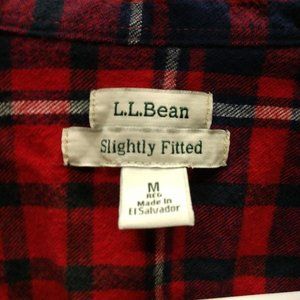 L.L.Bean
Slightly Fitted
M
REG
Made in
El Salvador